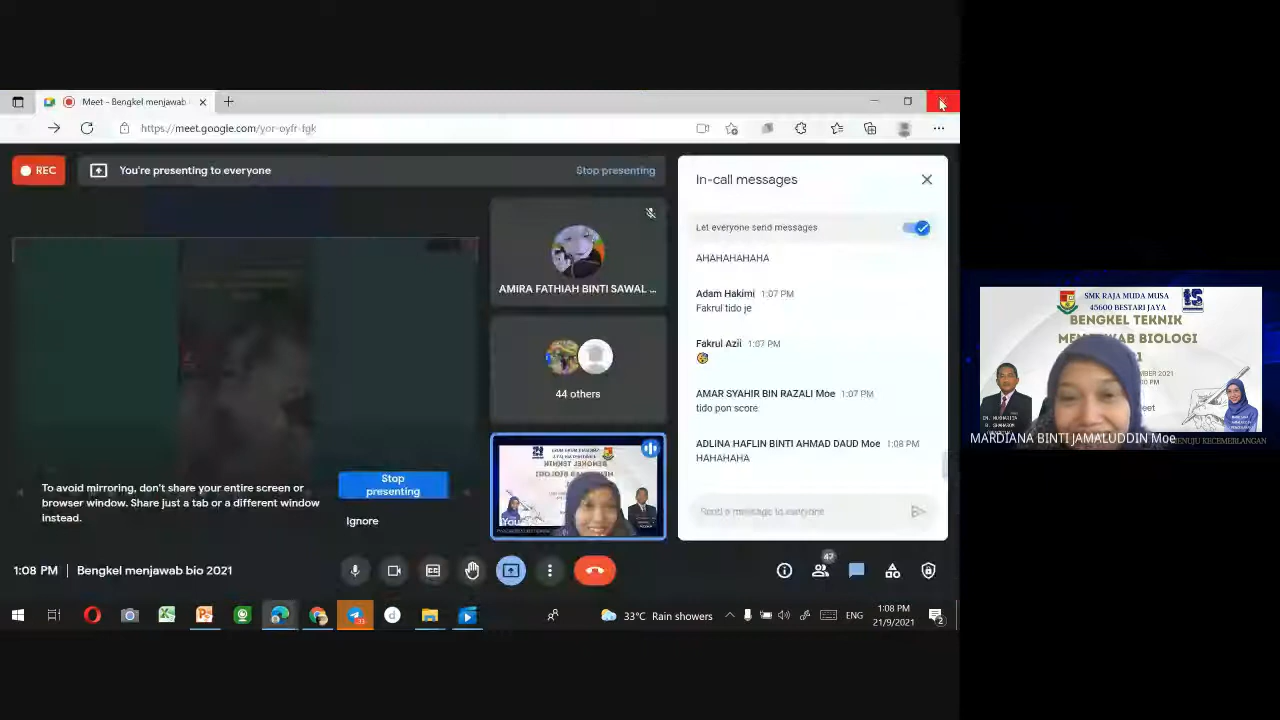 Meet - Bengkel menjawab
https://meet.google.com/yor-oyfr-fgk
REC
You're presenting to everyone
Stop presenting
AMIRA FATHIAH BINTI SAWAL ...
44 others
To avoid mirroring, don't share your entire screen or
browser window. Share just a tab or a different window
instead.
Stop
presenting
Ignore
In-call messages
Let everyone send messages
AHAHAHAHAHA
Adam Hakimi 1:07 PM
Fakrul tido je
Fakrul Azii 1:07 PM
AMAR SYAHIR BIN RAZALI Moe 1:07 PM
tido pon score
ADLINA HAFLIN BINTI AHMAD DAUD Moe 1:08 PM
HAHAHAHA
Send a message to everyone
1:08 PM | Bengkel menjawab bio 2021
47
33°C Rain showers
ENG
1:08 PM
21/9/2021
2
SMK RAJA MUDA MUSA
45600 BESTARI JAYA
BENGKEL TEKNIK
BIOLOGI
MARDIANA BINTI JAMALUDDIN Moe